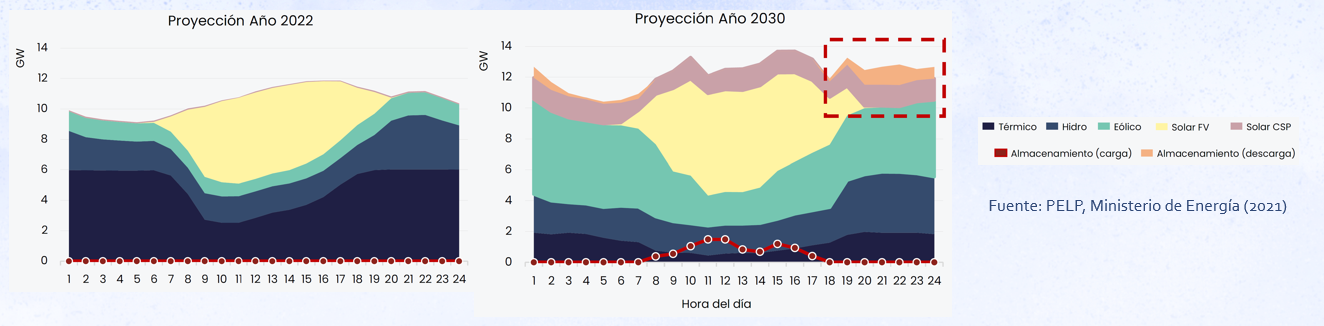 Proyección Año 2022
GW
14
12
10
8
6
4
2
0
1 2 3 4 5 6 7 8 9 10 11 12 13 14 15 16 17 18 19 20 21 22 23 24
Proyección Año 2030
GW
14
12
10
8
6
4
2
0
1 2 3 4 5 6 7 8 9 10 11 12 13 14 15 16 17 18 19 20 21 22 23 24
Hora del día
Térmico Hidro Eólico Solar FV Solar CSP
Almacenamiento (carga) Almacenamiento (descarga)
Fuente: PELP, Ministerio de Energía (2021)